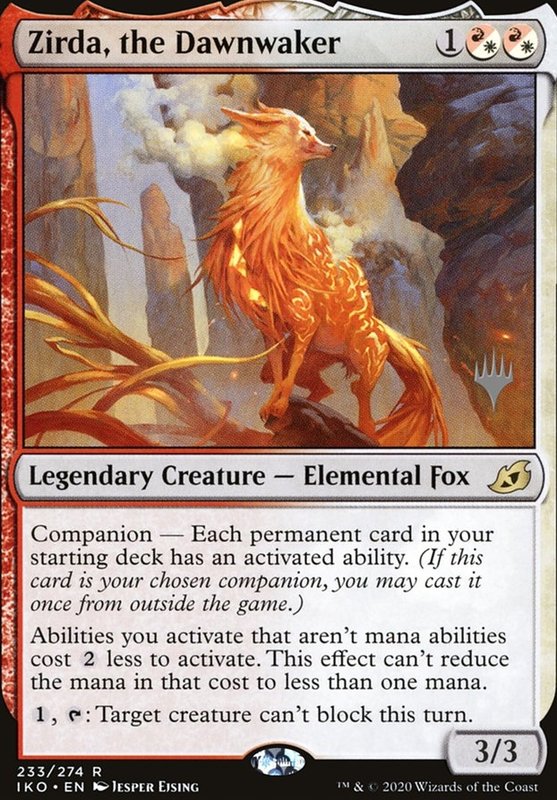 Zirda, the Dawnwaker 1
Legendary Creature — Elemental Fox
Companion — Each permanent card in your
starting deck has an activated ability. (If this
card is your chosen companion, you may cast it
once from outside the game.)
Abilities you activate that aren't mana abilities
cost 2 less to activate. This effect can't reduce
the mana in that cost to less than one mana.
1, : Target creature can't block this turn.
3/3
233/274 R
IKO • EN Jesper Eising
™ & © 2020 Wizards of the Coast